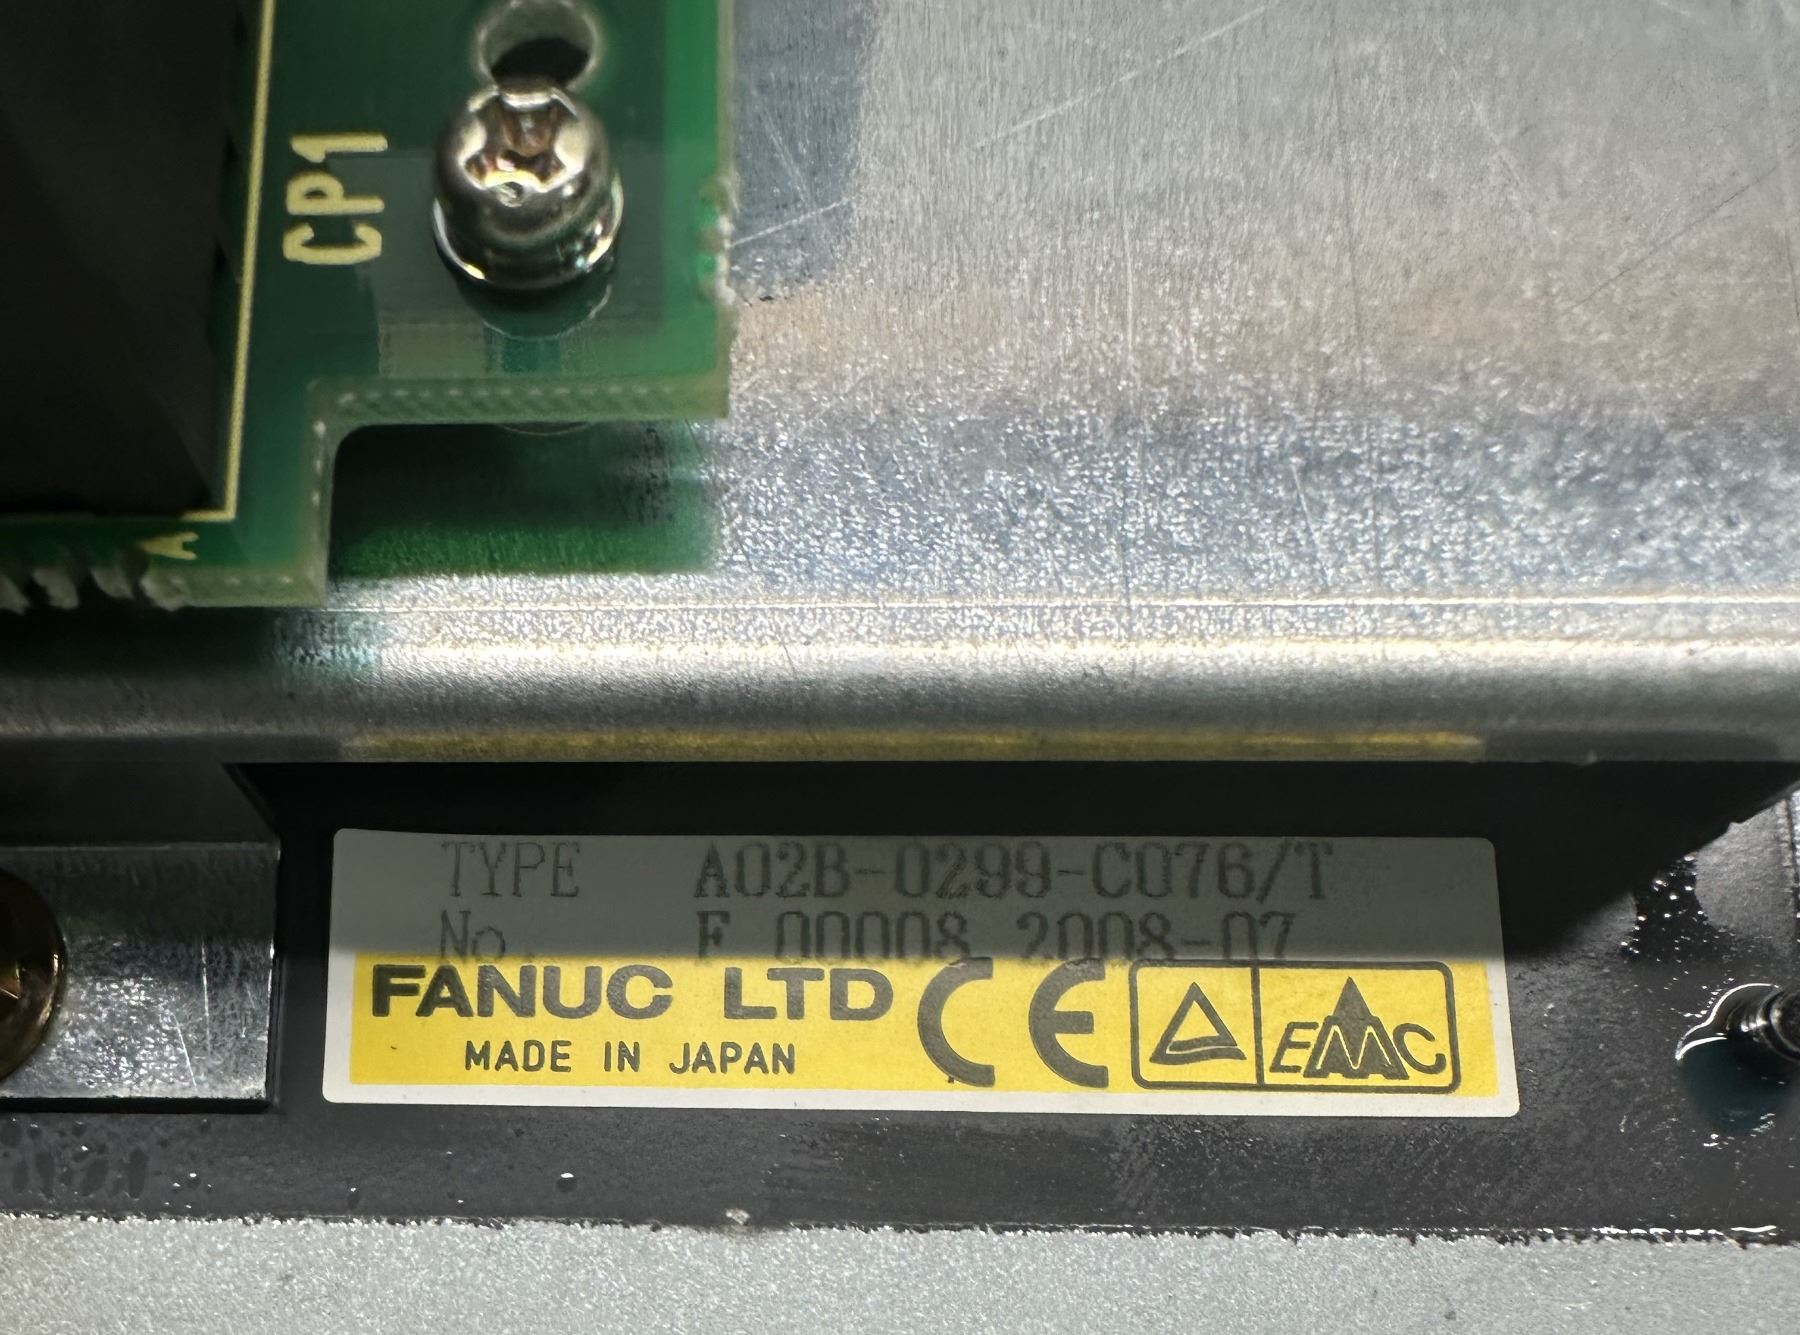 CP1
A
TYPE A02B-0299-C076/T
No. F 00008 2008-07
FANUC LTD CE EMC
MADE IN JAPAN